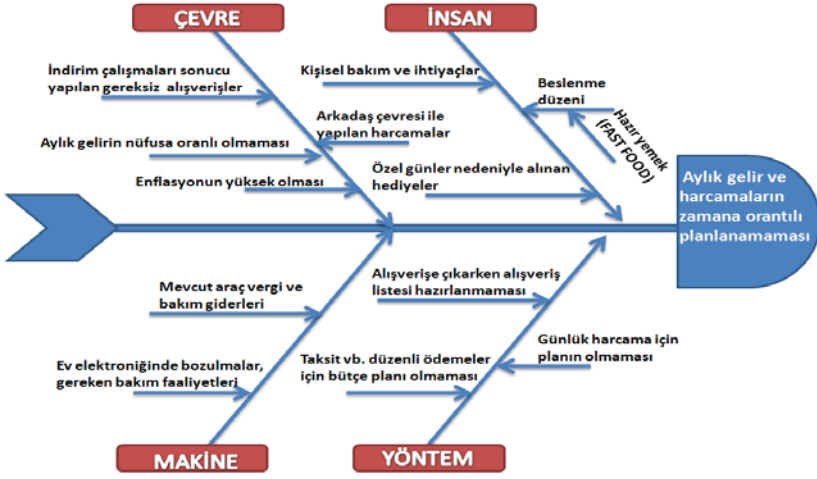 ÇEVRE
İNSAN
İndirim çalışmaları sonucu
yapılan gereksiz alışverişler
Arkadaş çevresi ile
yapılan harcamalar
Aylık gelirin nüfusa oranlı olmaması
Enflasyonun yüksek olması
Kişisel bakım ve ihtiyaçlar
Beslenme
düzeni
Hazır yemek
(FAST FOOD)
Özel günler nedeniyle alınan
hediyeler
Aylık gelir ve
harcamaların
zamana orantılı
planlanamaması
Mevcut araç vergi ve
bakım giderleri
Ev elektroniğinde bozulmalar,
gereken bakım faaliyetleri
Alışverişe çıkarken alışveriş
listesi hazırlanmaması
Günlük harcama için
planın olmaması
Taksit vb. düzenli ödemeler
için bütçe planı olmaması
MAKİNE
YÖNTEM